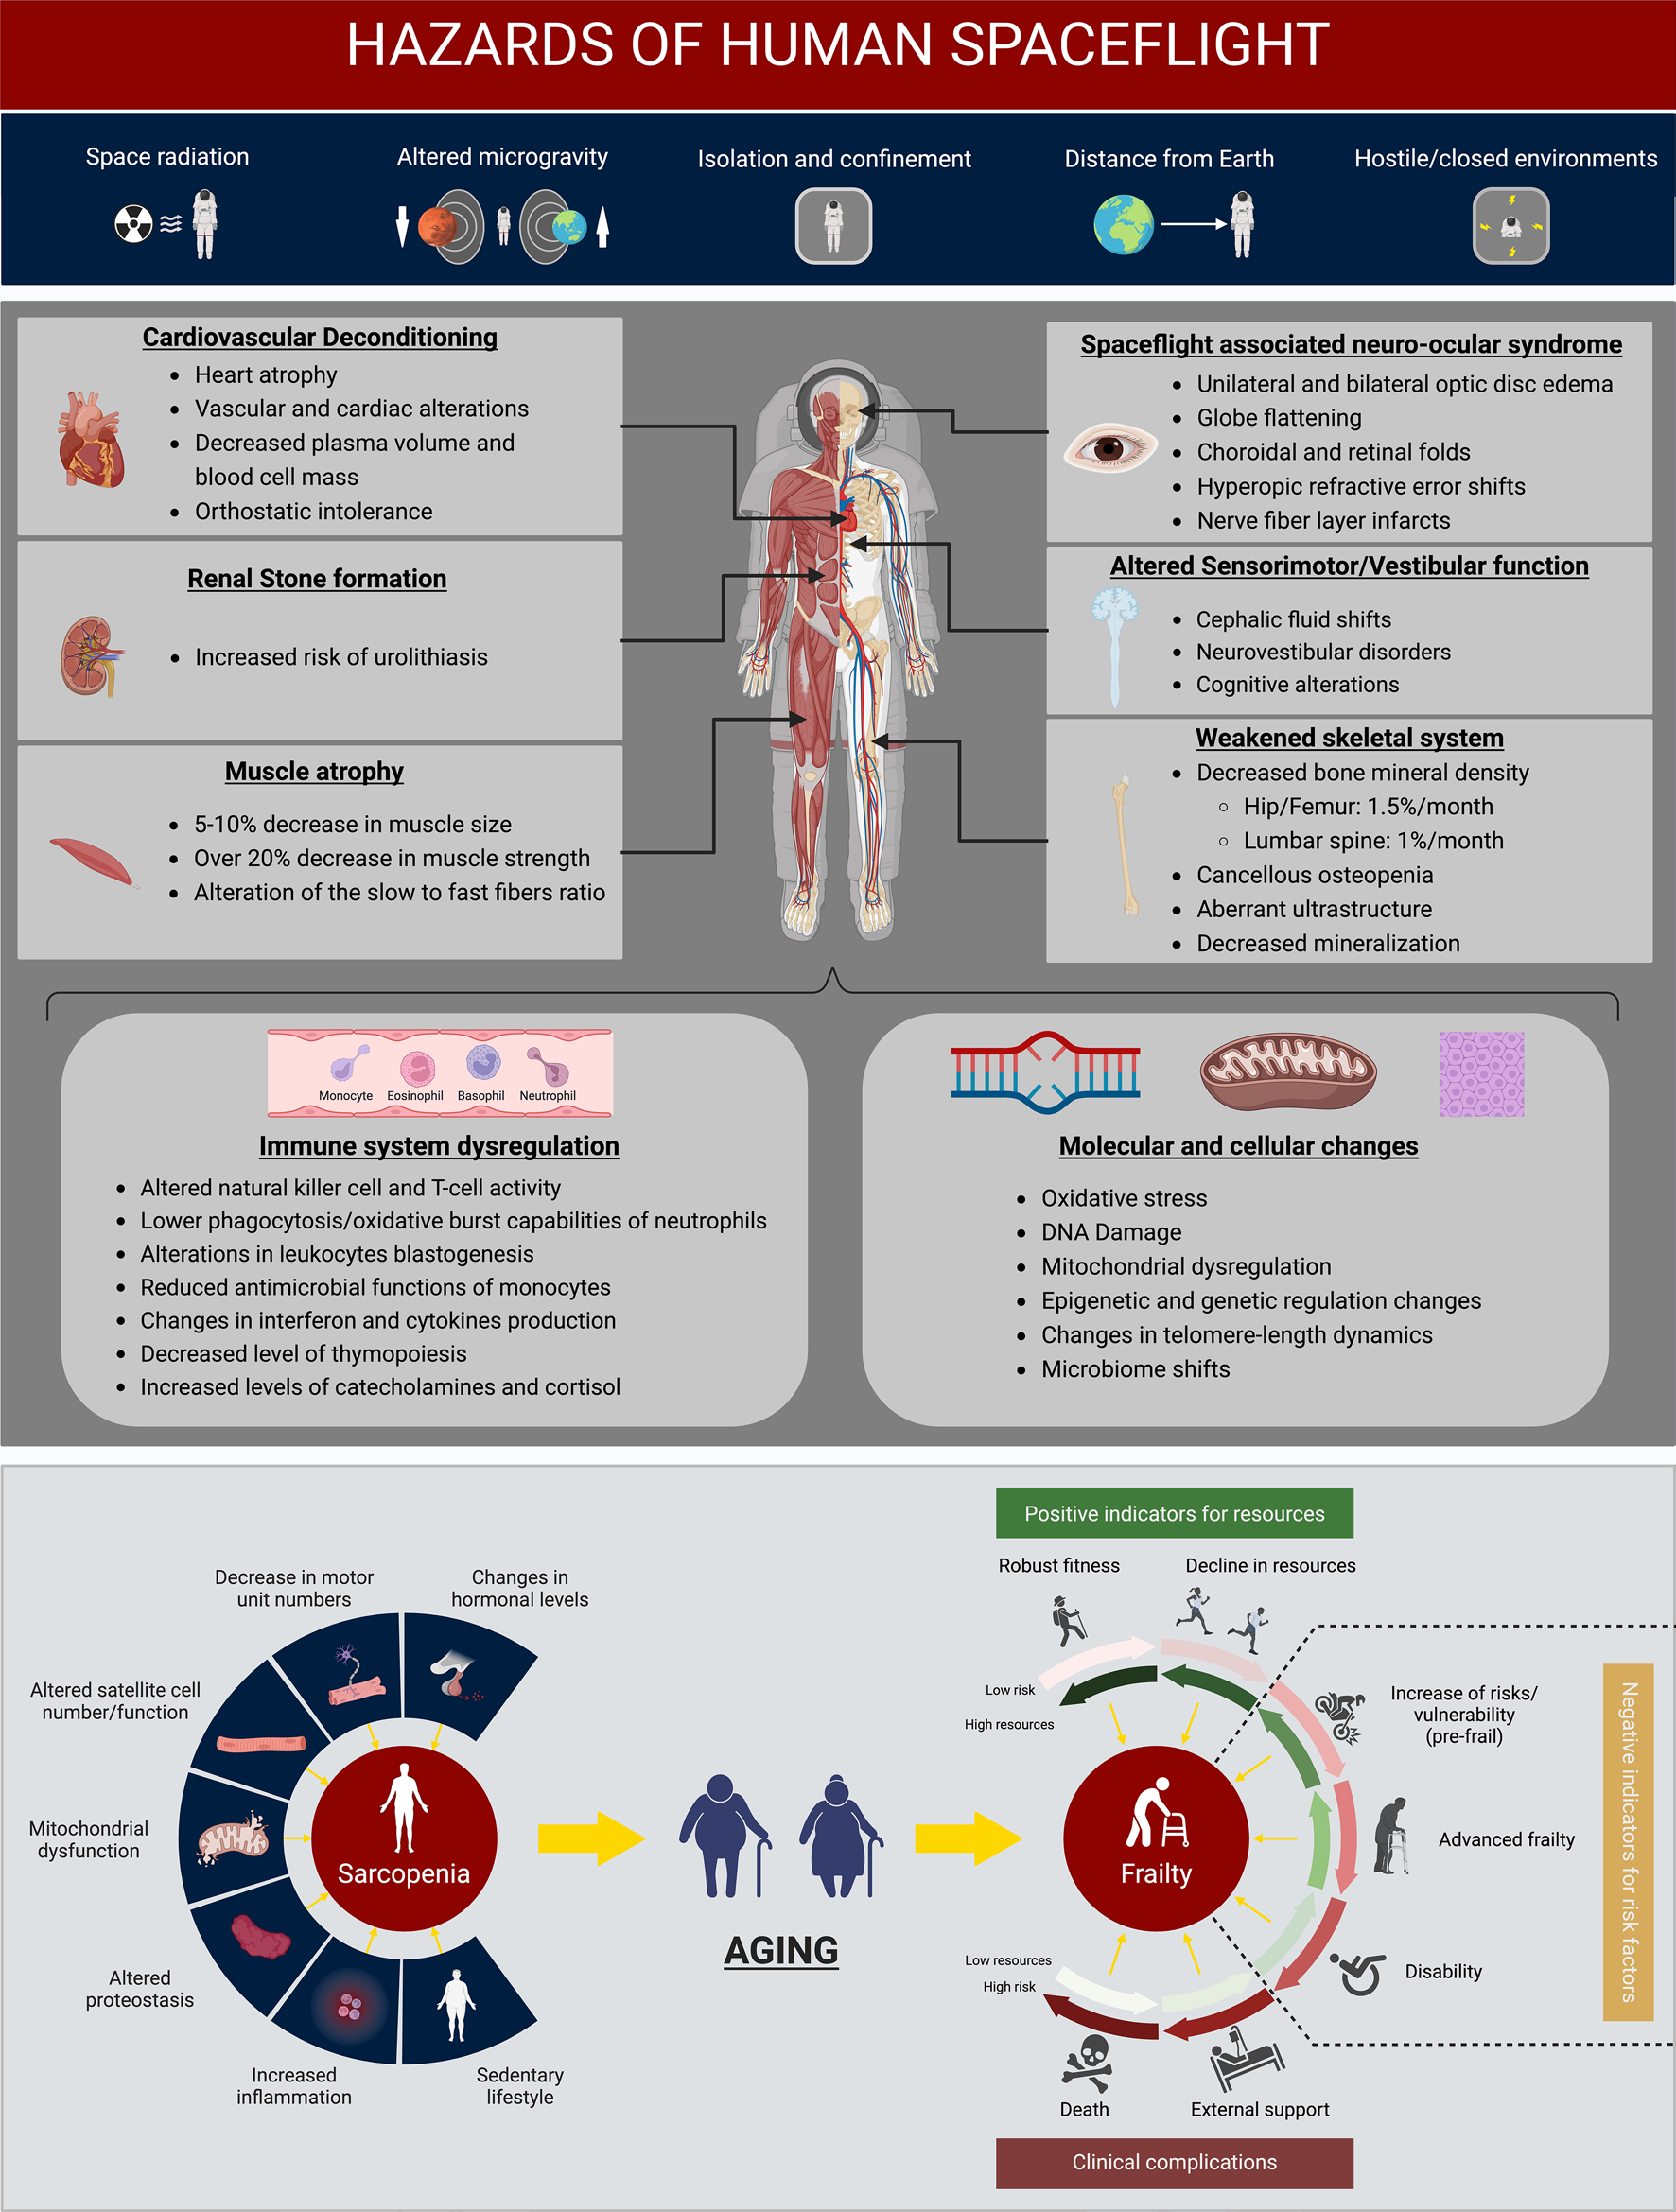 HAZARDS OF HUMAN SPACEFLIGHT
Space radiation
Altered microgravity
Isolation and confinement
Distance from Earth
Hostile/closed environments
Cardiovascular Deconditioning
• Heart atrophy
• Vascular and cardiac alterations
• Decreased plasma volume and
blood cell mass
• Orthostatic intolerance
Renal Stone formation
• Increased risk of urolithiasis
Muscle atrophy
• 5-10% decrease in muscle size
• Over 20% decrease in muscle strength
• Alteration of the slow to fast fibers ratio
Spaceflight associated neuro-ocular syndrome
• Unilateral and bilateral optic disc edema
• Globe flattening
• Choroidal and retinal folds
• Hyperopic refractive error shifts
• Nerve fiber layer infarcts
Altered Sensorimotor/Vestibular function
• Cephalic fluid shifts
• Neurovestibular disorders
• Cognitive alterations
Weakened skeletal system
• Decreased bone mineral density
○ Hip/Femur: 1.5%/month
○ Lumbar spine: 1%/month
• Cancellous osteopenia
• Aberrant ultrastructure
• Decreased mineralization
Monocyte
Eosinophil
Basophil
Neutrophil
Immune system dysregulation
• Altered natural killer cell and T-cell activity
• Lower phagocytosis/oxidative burst capabilities of neutrophils
• Alterations in leukocytes blastogenesis
• Reduced antimicrobial functions of monocytes
• Changes in interferon and cytokines production
• Decreased level of thymopoiesis
• Increased levels of catecholamines and cortisol
Molecular and cellular changes
• Oxidative stress
• DNA Damage
• Mitochondrial dysregulation
• Epigenetic and genetic regulation changes
• Changes in telomere-length dynamics
• Microbiome shifts
Decrease in motor
unit numbers
Changes in
hormonal levels
Altered satellite cell
number/function
Mitochondrial
dysfunction
Altered
proteostasis
Increased
inflammation
Sedentary
lifestyle
Sarcopenia
AGING
Positive indicators for resources
Robust fitness
Decline in resources
Low risk
High resources
Increase of risks/
vulnerability
(pre-frail)
Frailty
Advanced frailty
Negative indicators for risk factors
Low resources
High risk
Disability
Death
External support
Clinical complications